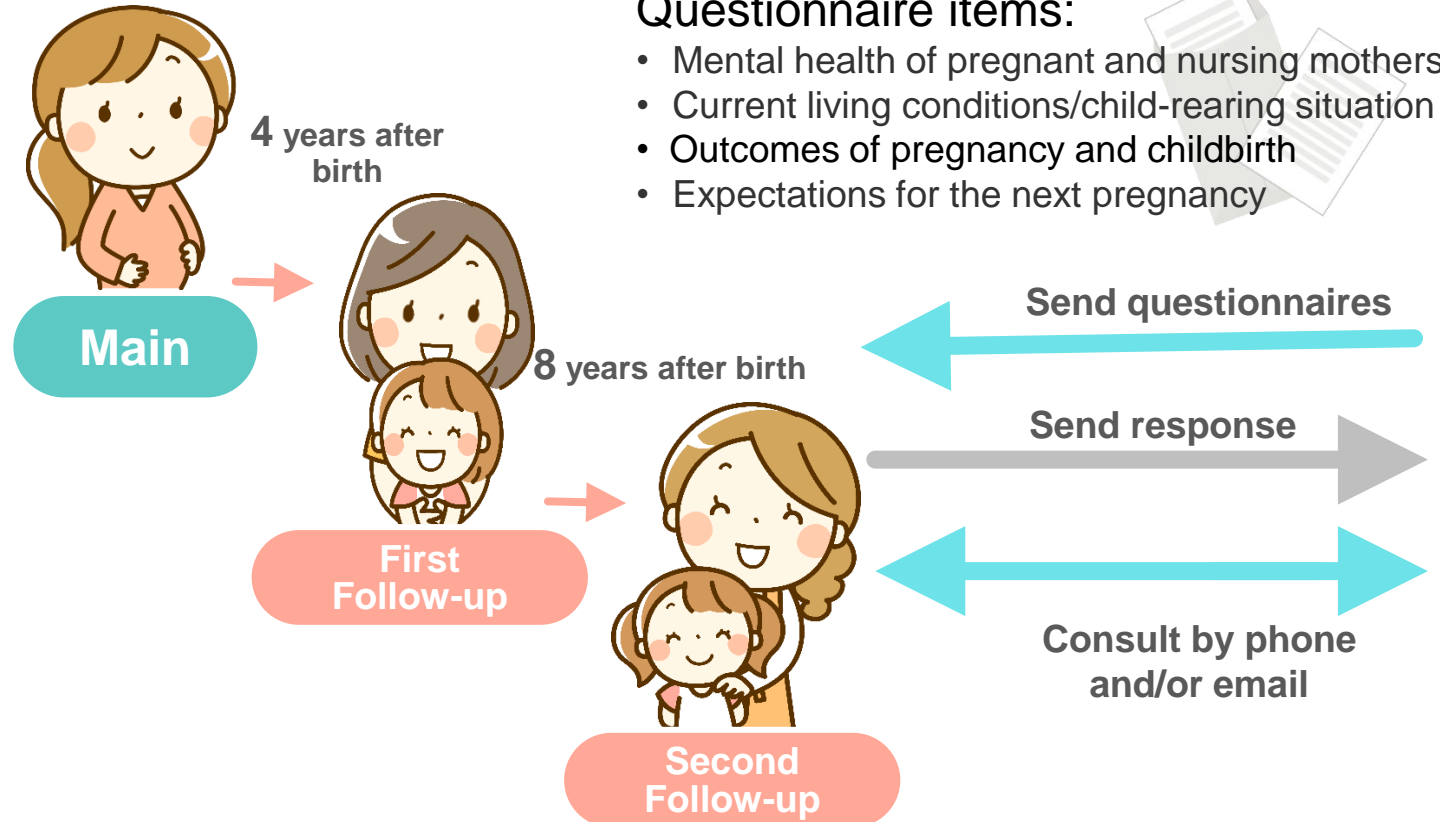 Questionnaire items:
• Mental health of pregnant and nursing mothers
• Current living conditions/child-rearing situation
• Outcomes of pregnancy and childbirth
• Expectations for the next pregnancy
4 years after
birth
Main
8 years after birth
First
Follow-up
Second
Follow-up
Send questionnaires
Send response
Consult by phone
and/or email